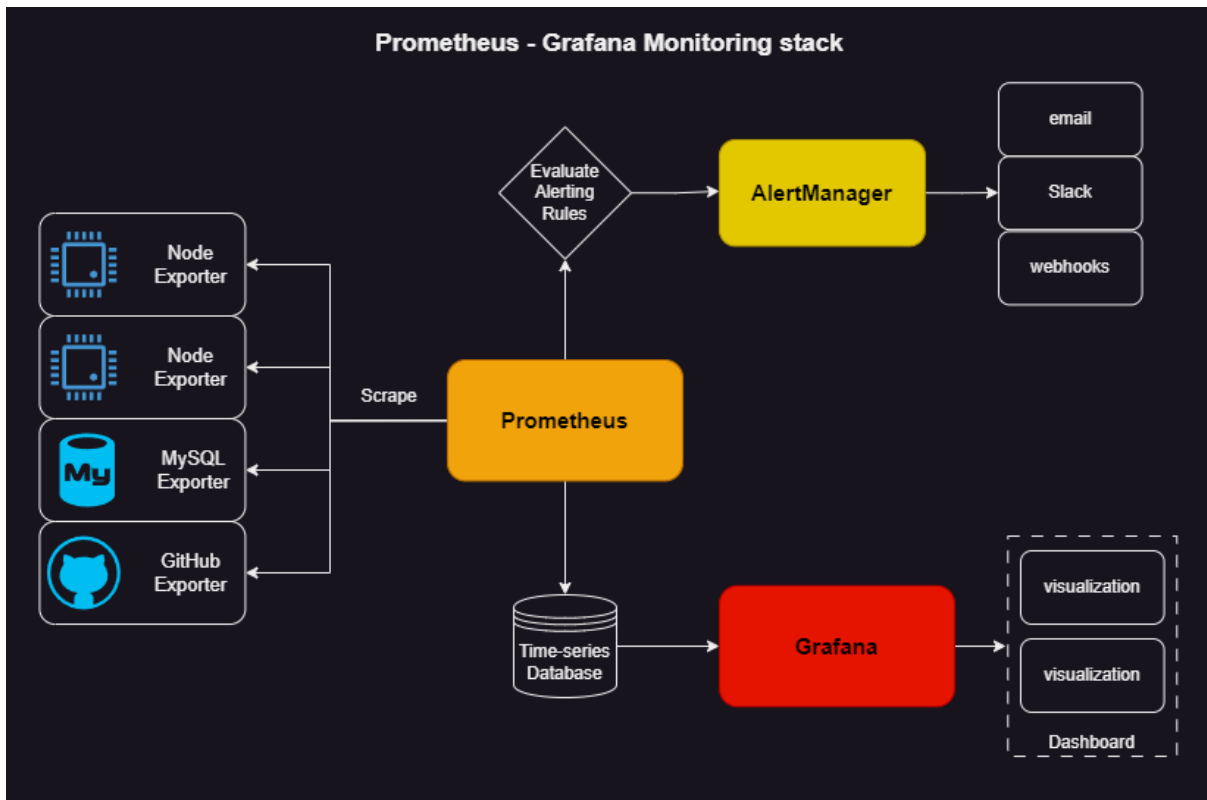 Prometheus - Grafana Monitoring stack
email
Evaluate
Alerting
Rules
AlertManager
Slack
webhooks
Node
Exporter
Node
Exporter
Scrape
Prometheus
My
MySQL
Exporter
GitHub
Exporter
Time-series
Database
Grafana
visualization
visualization
Dashboard